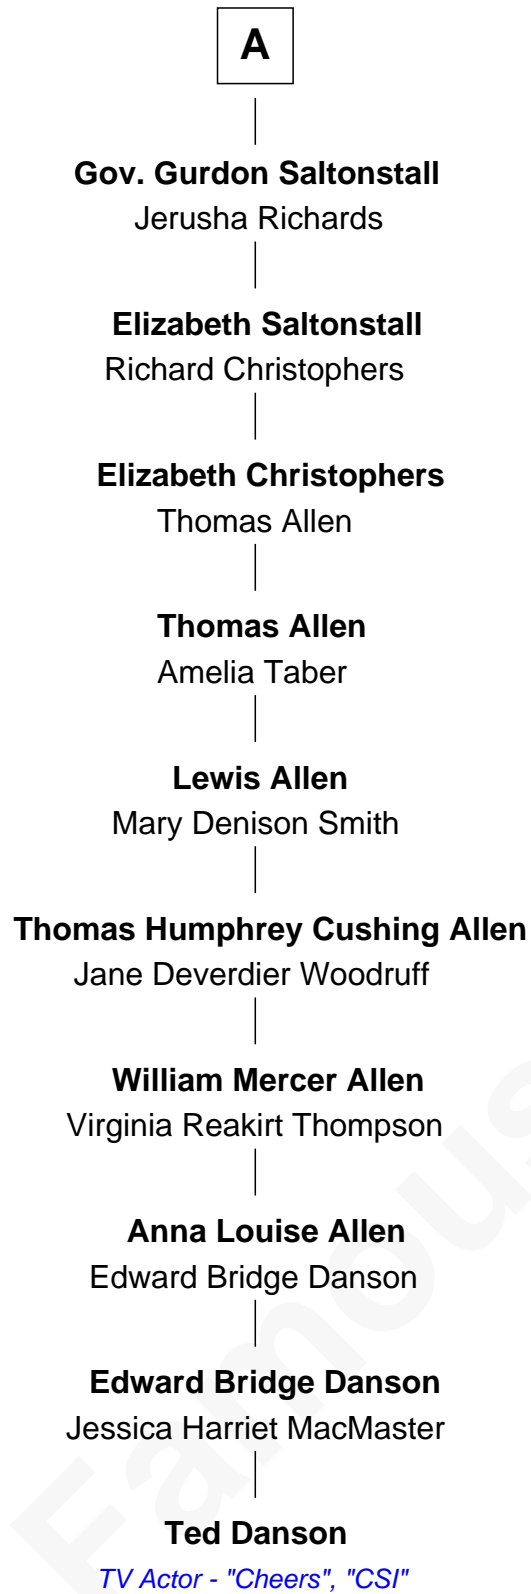 A
Gov. Gurdon Saltonstall
Jerusha Richards
Elizabeth Saltonstall
Richard Christophers
Elizabeth Christophers
Thomas Allen
Thomas Allen
Amelia Taber
Lewis Allen
Mary Denison Smith
Thomas Humphrey Cushing Allen
Jane Deverdier Woodruff
William Mercer Allen
Virginia Reakirt Thompson
Anna Louise Allen
Edward Bridge Danson
Edward Bridge Danson
Jessica Harriet MacMaster
Ted Danson
TV Actor - "Cheers", "CSI"
Famous